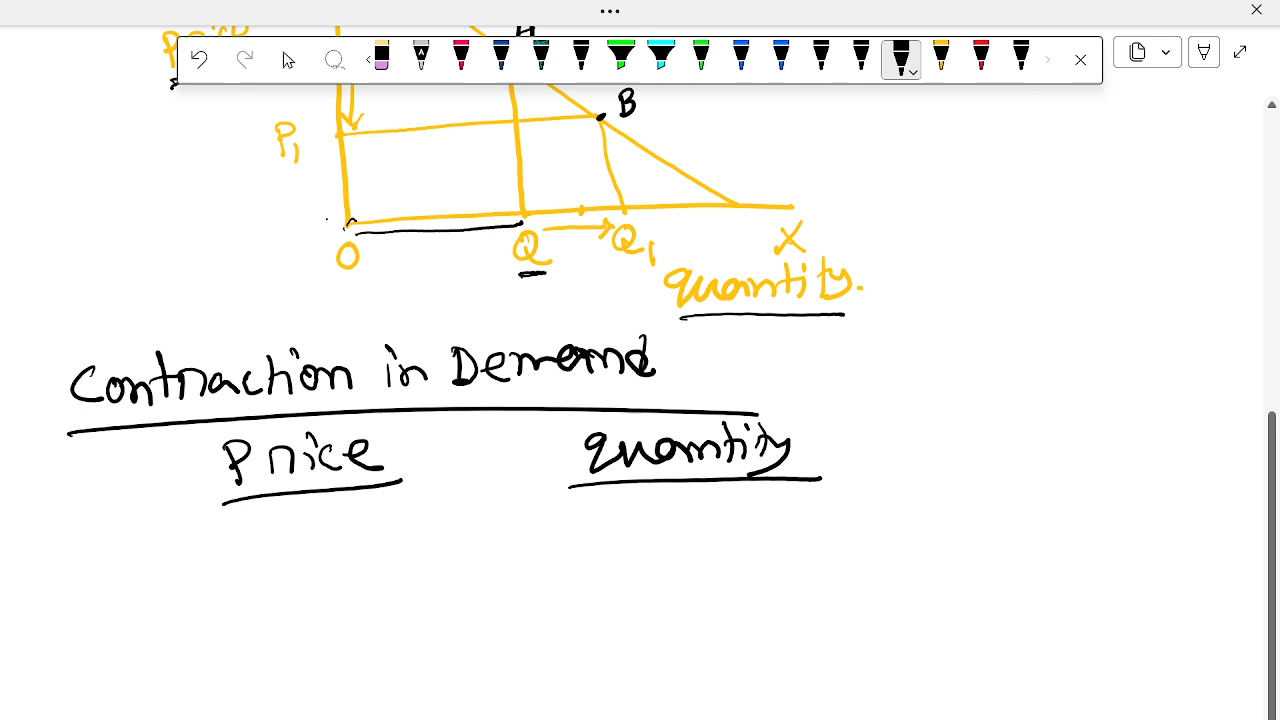 B
P1
O Q Q1 X
quantity.
Contraction in Demand
Price quantity